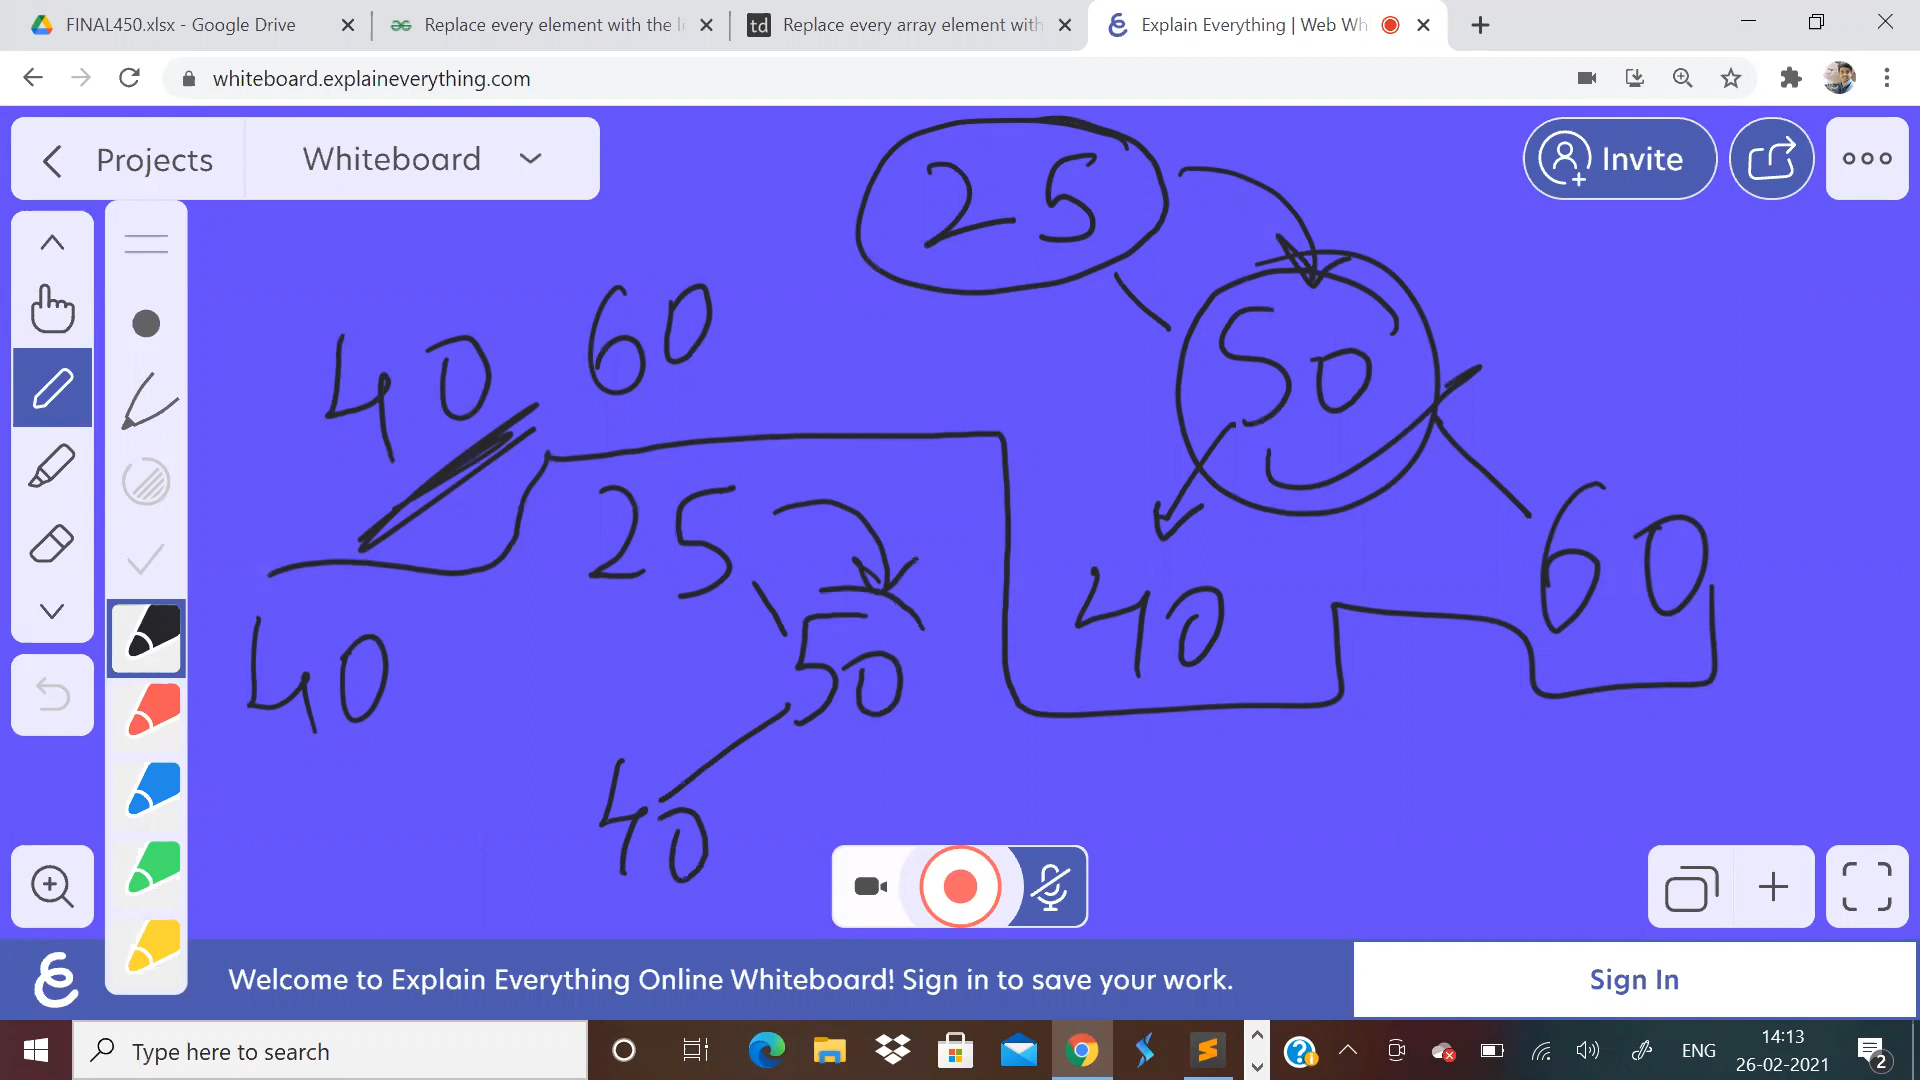 FINAL450.xlsx - Google Drive
Replace every element with the l
Replace every array element with
Explain Everything | Web Wh
whiteboard.explaineverything.com
Projects
Whiteboard
Invite
25
40 60
50
25
60
40 50 40
40
Welcome to Explain Everything Online Whiteboard! Sign in to save your work.
Sign In
Type here to search
ENG
14:13
26-02-2021
2